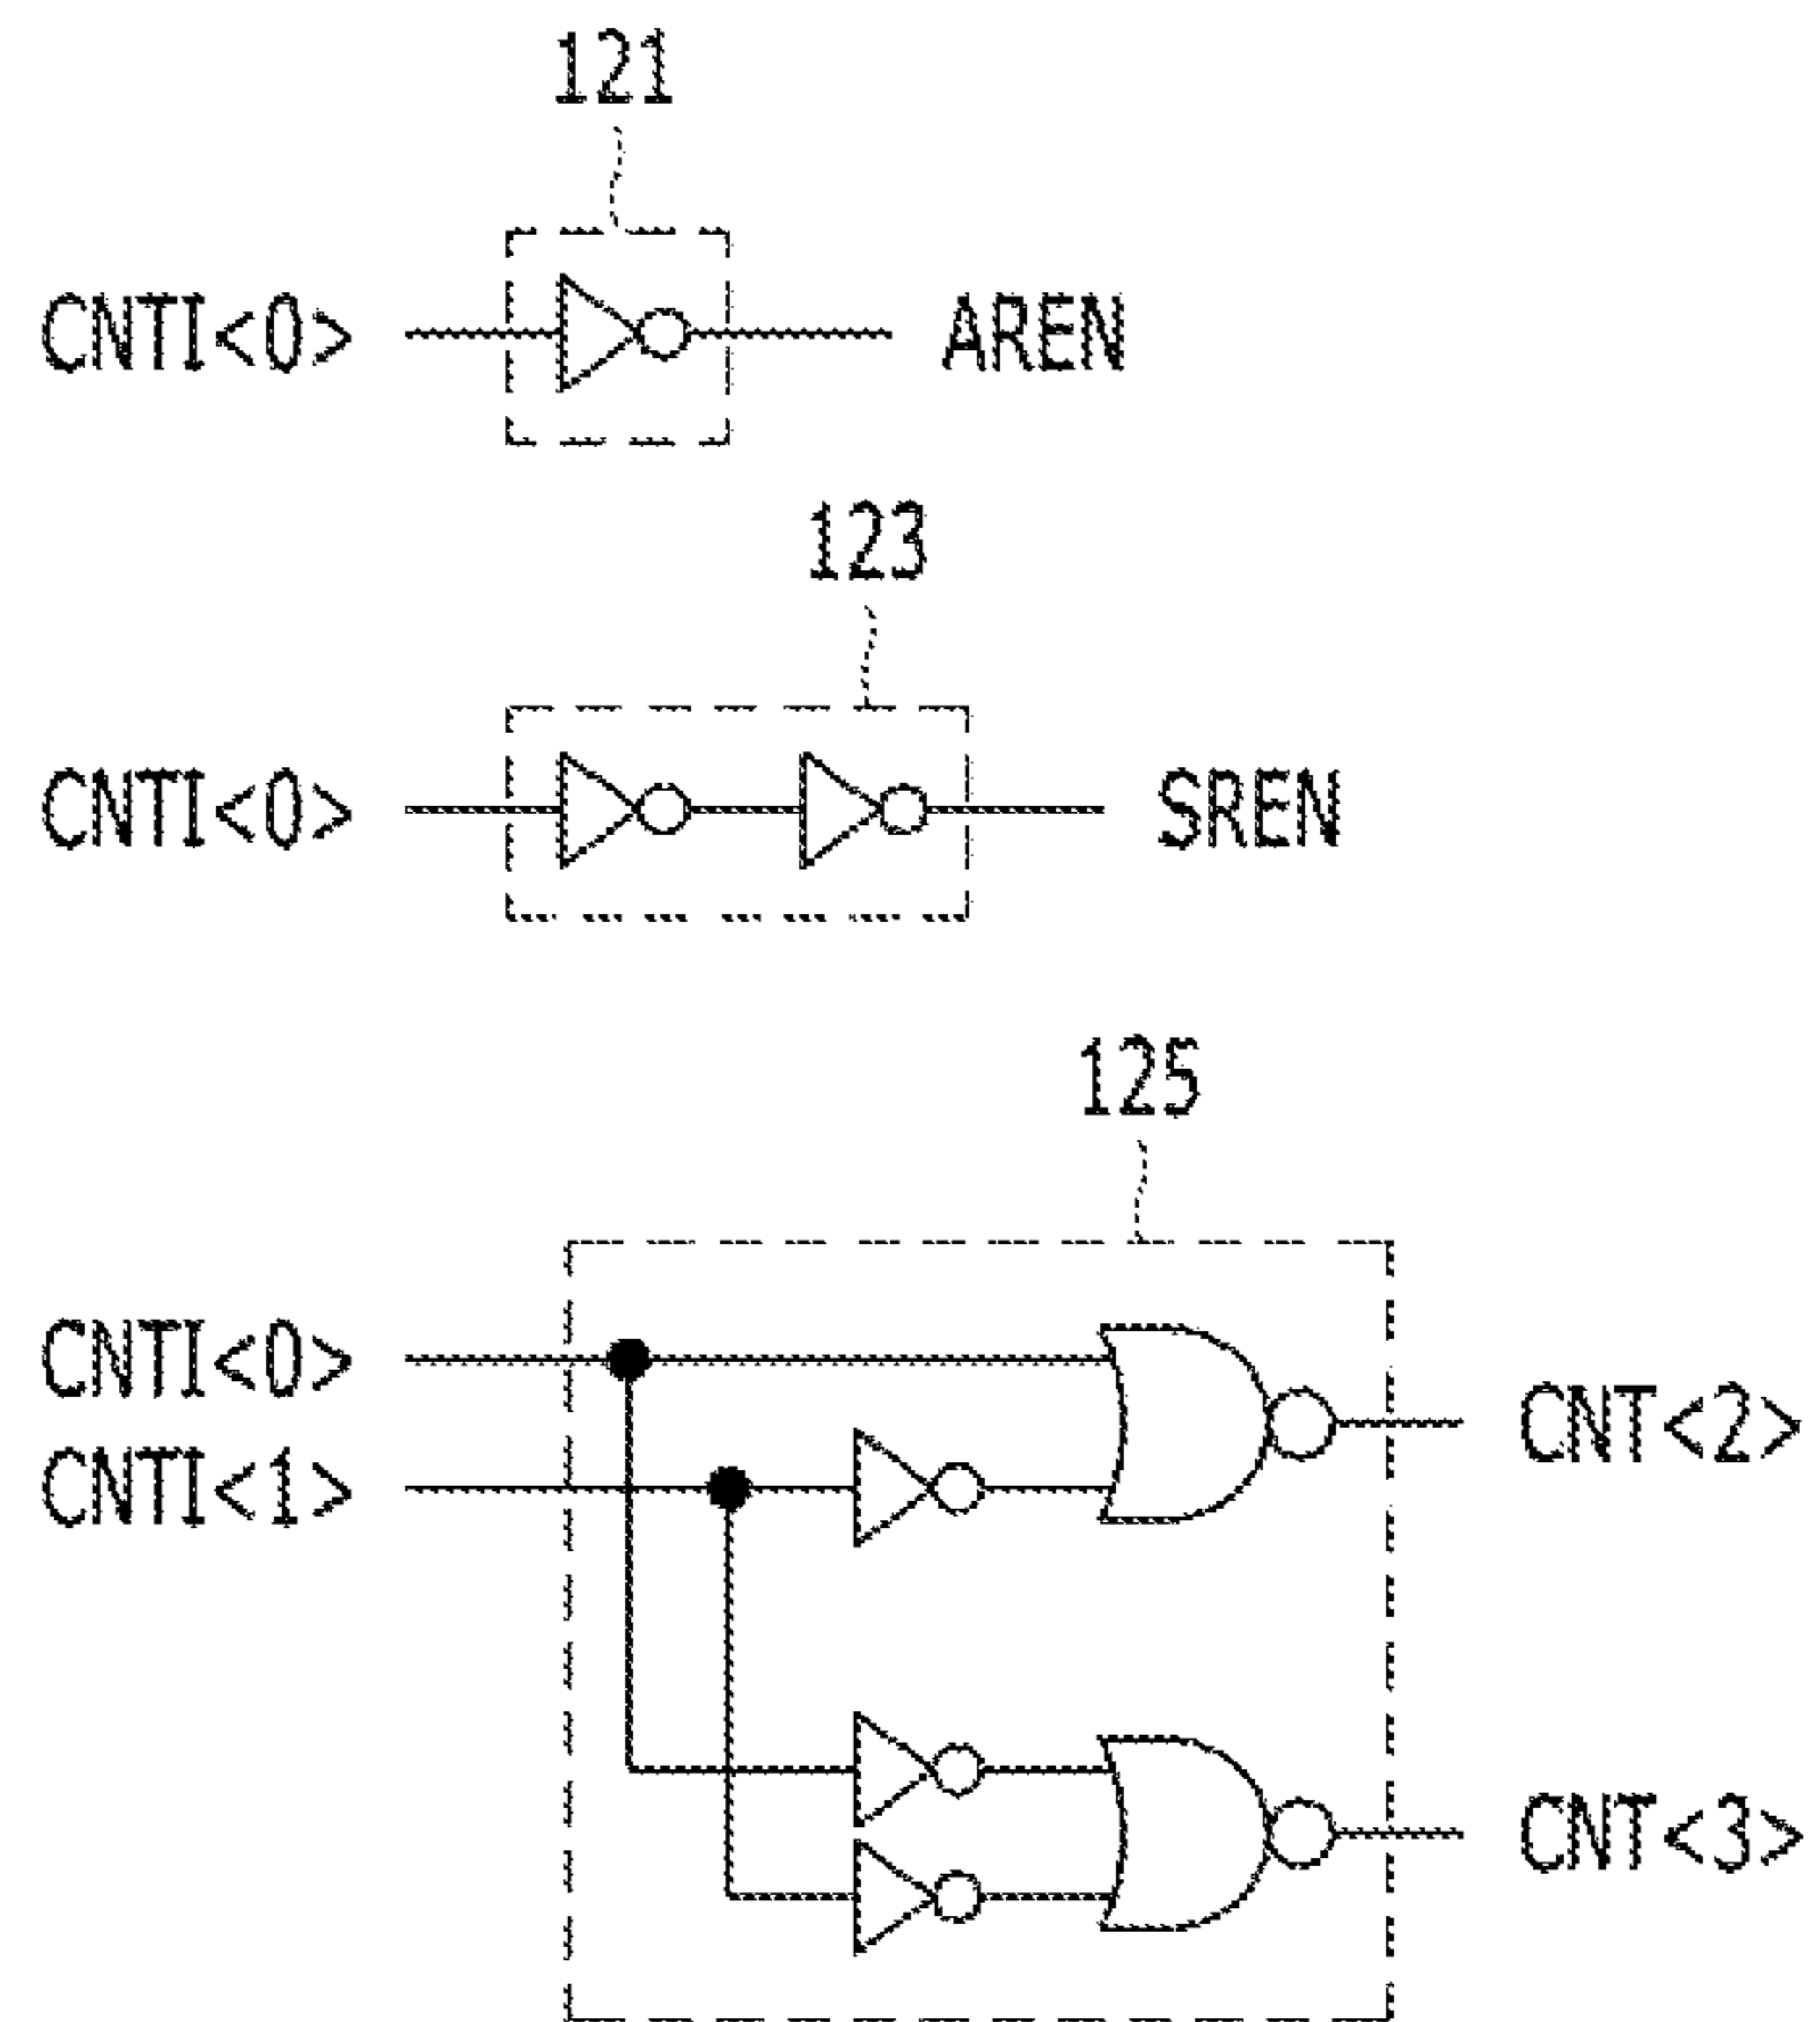 121
CNTI<0> AREN
123
CNTI<0> SREN
125
CNTI<0>
CNT<2>
CNTI<1>
CNT<3>